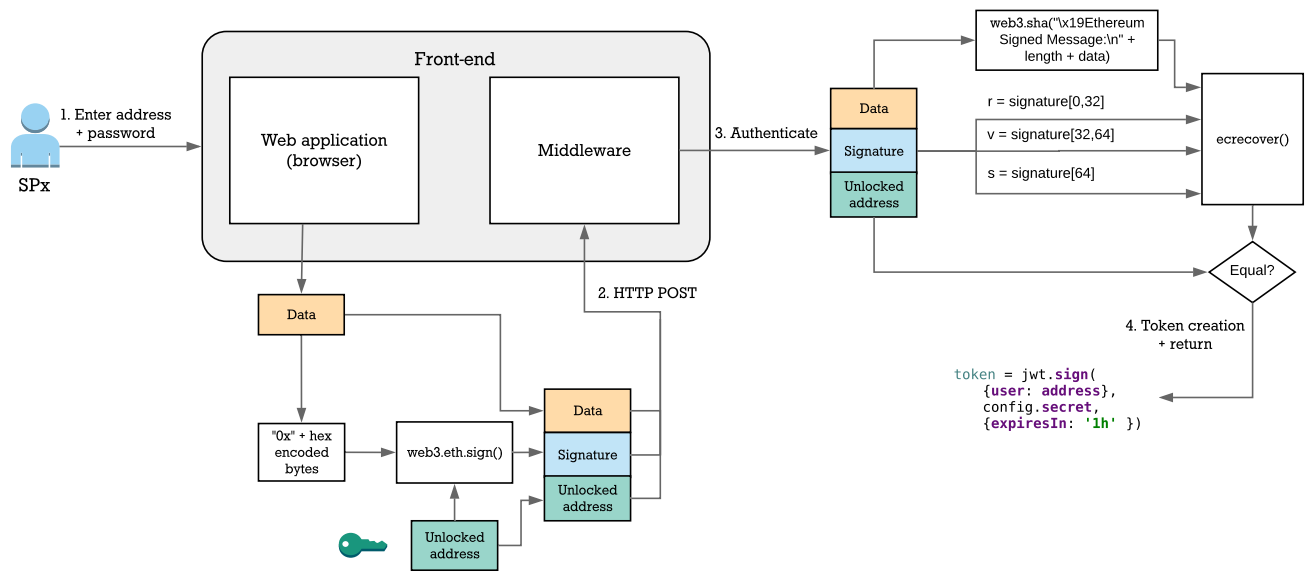 1. Enter address
+ password
SPx
Front-end
Web application
(browser)
Middleware
3. Authenticate
Data
Signature
Unlocked
address
web3.sha("\x19Ethereum
Signed Message:\n" +
length + data)
r = signature[0,32]
v = signature[32,64]
s = signature[64]
ecrecover()
Equal?
4. Token creation
+ return
token = jwt.sign(
{user: address},
config.secret,
{expiresIn: '1h' })
2. HTTP POST
Data
"0x" + hex
encoded
bytes
web3.eth.sign()
Unlocked
address
Data
Signature
Unlocked
address